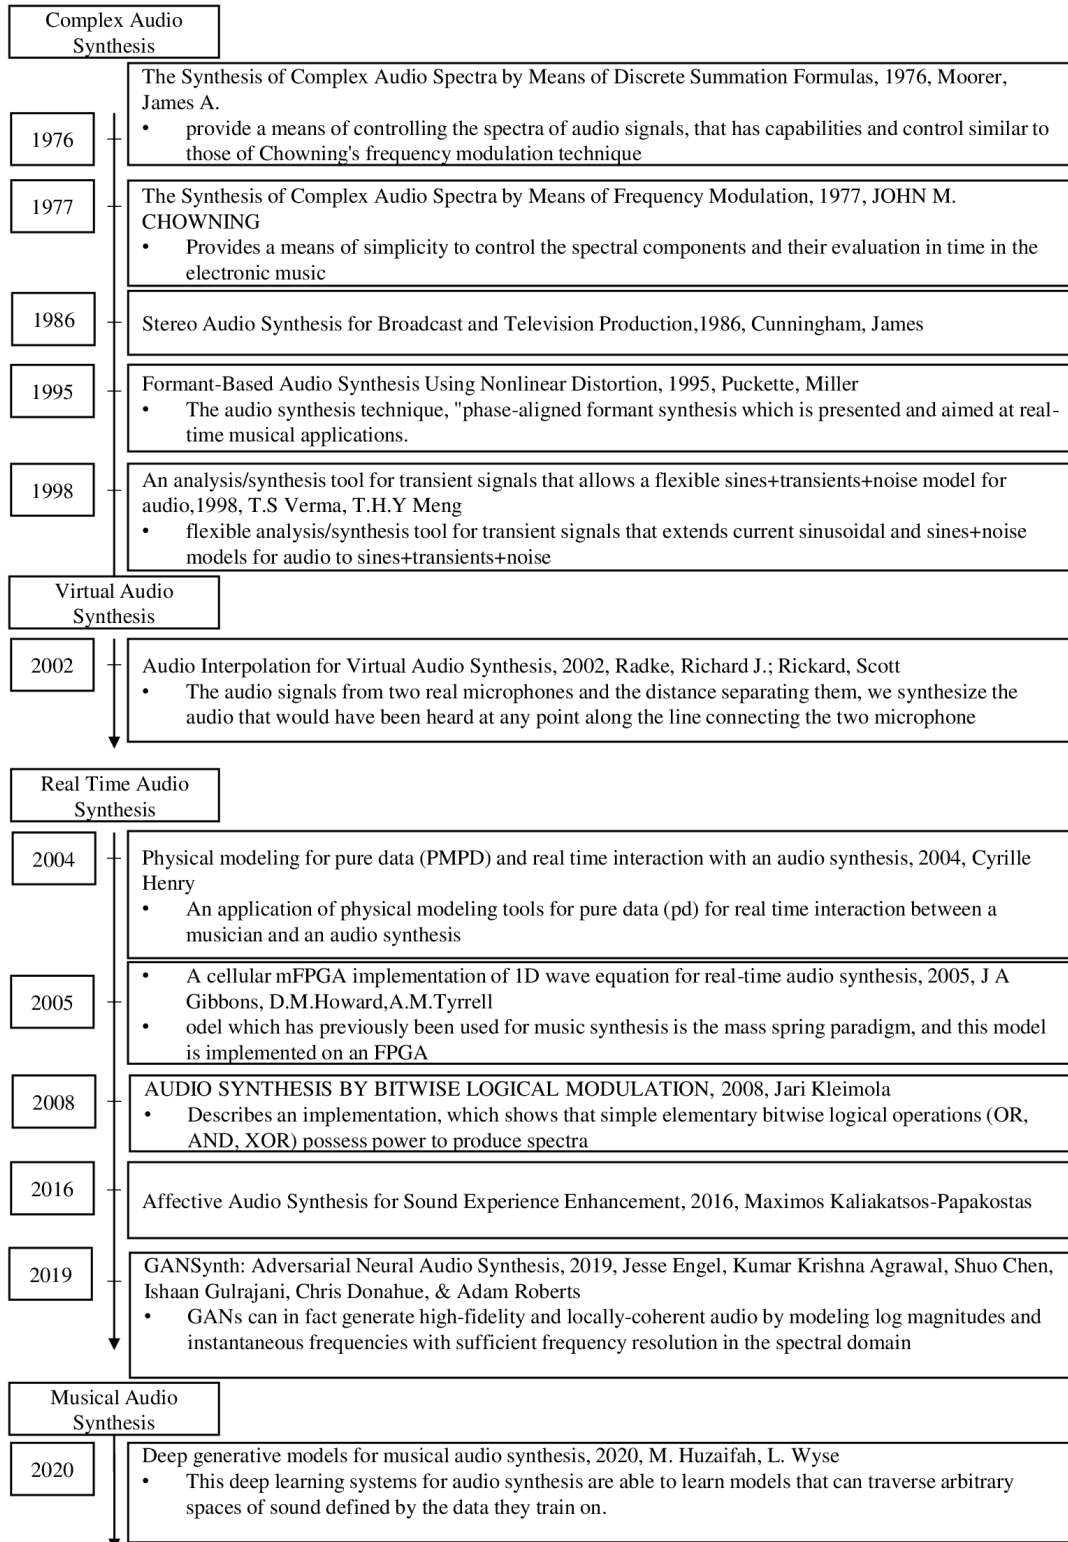 Complex Audio
Synthesis
The Synthesis of Complex Audio Spectra by Means of Discrete Summation Formulas, 1976, Moorer,
James A.
1976
• provide a means of controlling the spectra of audio signals, that has capabilities and control similar to
those of Chowning's frequency modulation technique
1977
The Synthesis of Complex Audio Spectra by Means of Frequency Modulation, 1977, JOHN M.
CHOWNING
• Provides a means of simplicity to control the spectral components and their evaluation in time in the
electronic music
1986
Stereo Audio Synthesis for Broadcast and Television Production,1986, Cunningham, James
1995
Formant-Based Audio Synthesis Using Nonlinear Distortion, 1995, Puckette, Miller
• The audio synthesis technique, "phase-aligned formant synthesis which is presented and aimed at real-
time musical applications.
1998
An analysis/synthesis tool for transient signals that allows a flexible sines+transients+noise model for
audio,1998, T.S Verma, T.H.Y Meng
• flexible analysis/synthesis tool for transient signals that extends current sinusoidal and sines+noise
models for audio to sines+transients+noise
Virtual Audio
Synthesis
2002
Audio Interpolation for Virtual Audio Synthesis, 2002, Radke, Richard J.; Rickard, Scott
• The audio signals from two real microphones and the distance separating them, we synthesize the
audio that would have been heard at any point along the line connecting the two microphone
Real Time Audio
Synthesis
2004
Physical modeling for pure data (PMPD) and real time interaction with an audio synthesis, 2004, Cyrille
Henry
• An application of physical modeling tools for pure data (pd) for real time interaction between a
musician and an audio synthesis
2005
• A cellular mFPGA implementation of 1D wave equation for real-time audio synthesis, 2005, J A
Gibbons, D.M.Howard,A.M.Tyrrell
• odel which has previously been used for music synthesis is the mass spring paradigm, and this model
is implemented on an FPGA
2008
AUDIO SYNTHESIS BY BITWISE LOGICAL MODULATION, 2008, Jari Kleimola
• Describes an implementation, which shows that simple elementary bitwise logical operations (OR,
AND, XOR) possess power to produce spectra
2016
Affective Audio Synthesis for Sound Experience Enhancement, 2016, Maximos Kaliakatsos-Papakostas
2019
GANSynth: Adversarial Neural Audio Synthesis, 2019, Jesse Engel, Kumar Krishna Agrawal, Shuo Chen,
Ishaan Gulrajani, Chris Donahue, & Adam Roberts
• GANs can in fact generate high-fidelity and locally-coherent audio by modeling log magnitudes and
instantaneous frequencies with sufficient frequency resolution in the spectral domain
Musical Audio
Synthesis
2020
Deep generative models for musical audio synthesis, 2020, M. Huzaifah, L. Wyse
• This deep learning systems for audio synthesis are able to learn models that can traverse arbitrary
spaces of sound defined by the data they train on.